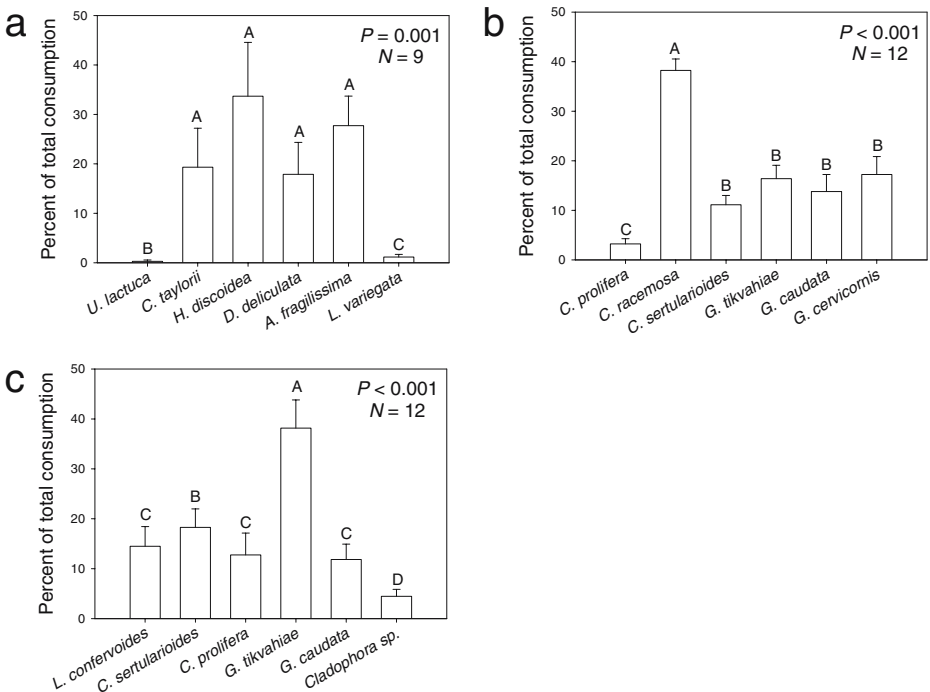 a
Percent of total consumption
50
40
30
20
10
0
P = 0.001
N = 9
B
A
A
A
A
C
U. lactuca
C. taylorii
H. discoidea
D. deliculata
A. fragilissima
L. variegata
b
Percent of total consumption
50
40
30
20
10
0
P < 0.001
N = 12
C
A
B
B
B
B
C. prolifera
C. racemosa
C. sertularioides
G. tikvahiae
G. caudata
G. cervicornis
c
Percent of total consumption
50
40
30
20
10
0
P < 0.001
N = 12
C
B
C
A
C
D
L. confervoides
C. sertularioides
C. prolifera
G. tikvahiae
G. caudata
Cladophora sp.